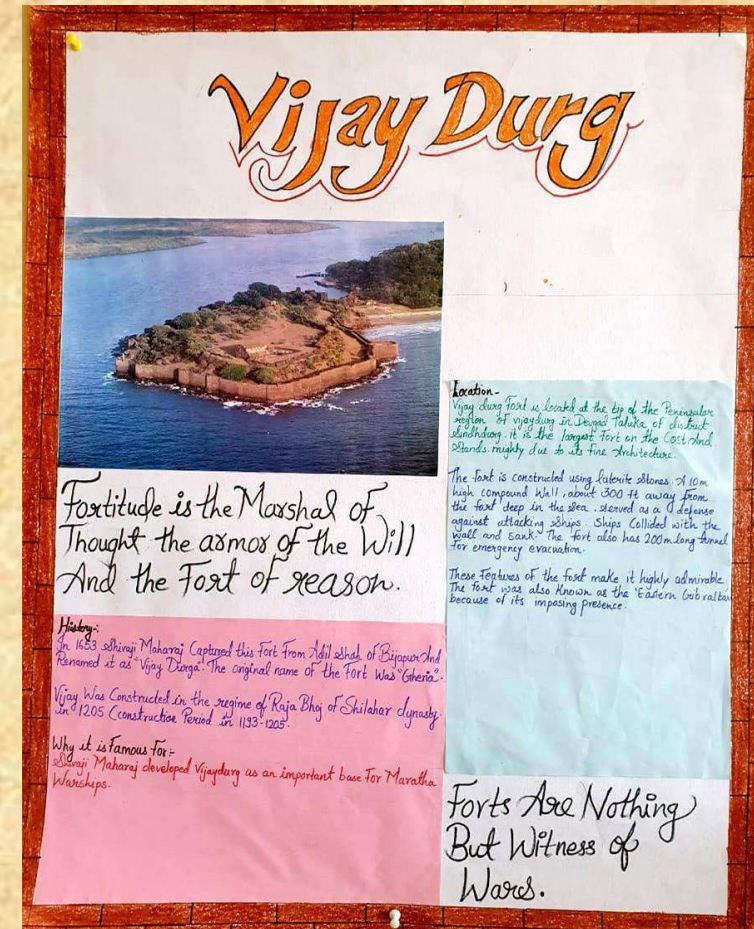 Vijay Durg
Fortitude is the Marshal of
Thought the armor of the Will
And the Fort of reason.
History:-
In 1653 Shivaji Maharaj Captured this Fort From Adil Shah of Bijapur And
Renamed it as "Vijay Durga". The original name of the Fort Was "Gheria".
Vijay Was Constructed in the regime of Raja Bhoj of Shilahar dynasty
in 1205 (construction Period in 1193-1205.
Why it is Famous For:-
Shivaji Maharaj developed Vijaydurg as an important base For Maratha
Warships.
Location-
Vijay durg Fort is located at the tip of the Peninsular
region of vijaydurg in Devgad Taluka of district
Sindhdurg. it is the largest Fort on the Cost And
Stands mighty due to its Fine Architecture.
The fort is constructed using laterite Stones. A 10m
high compound Wall, about 300 ft away from
the fort deep in the Sea served as a defense
against attacking Ships. Ships Collided with the
wall and Sank. The fort also has 200m long tunnel
For emergency evacuation.
These Features of the fort make it highly admirable
The Fort was also Known as the 'Eastern
because of its imposing presence.
Forts Are Nothing
But Witness of
Wars.